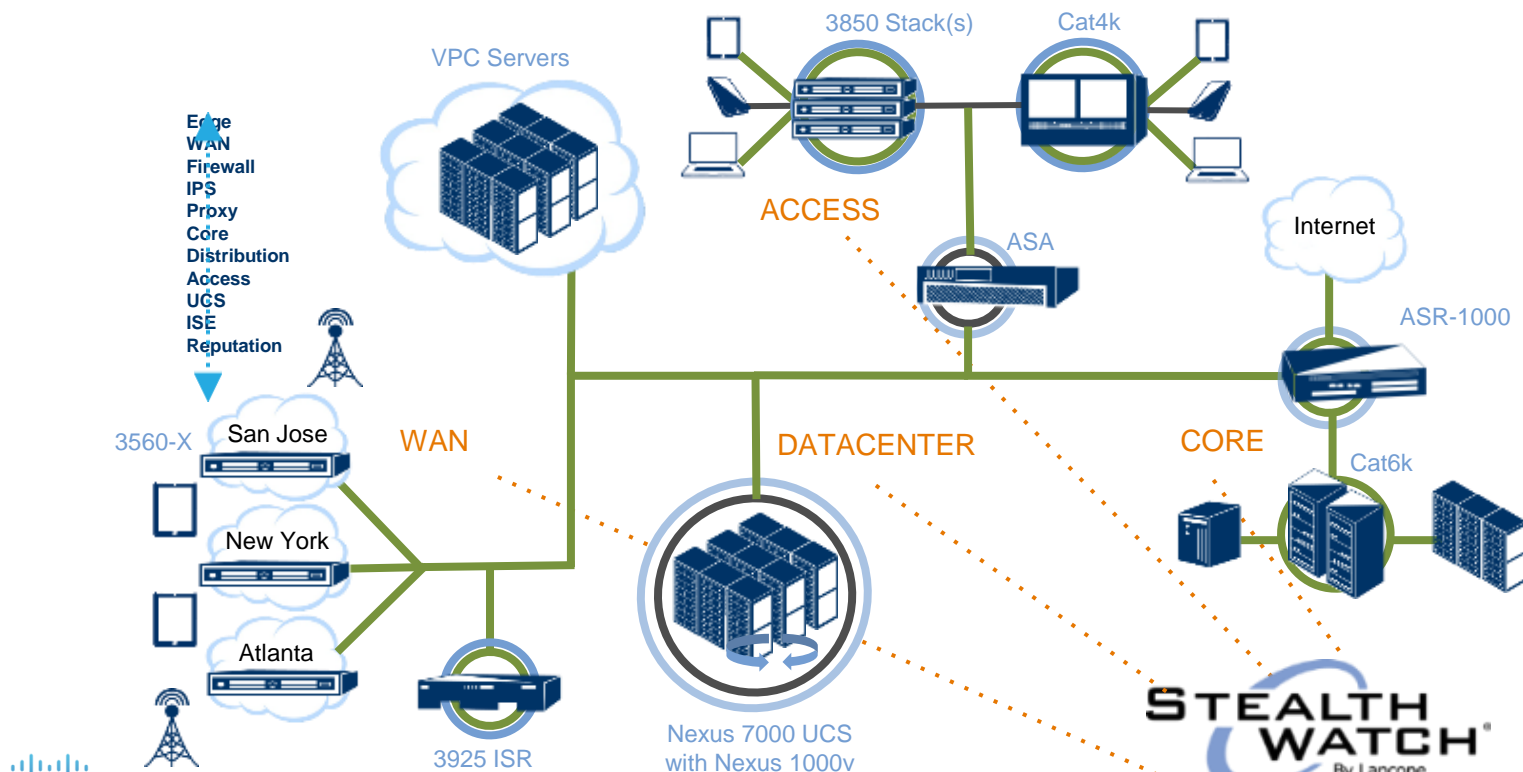 3850 Stack(s)
Cat4k
VPC Servers
Edge
WAN
Firewall
IPS
Proxy
Core
Distribution
Access
UCS
ISE
Reputation
ACCESS
ASA
Internet
ASR-1000
3560-X
San Jose
WAN
DATACENTER
CORE
Cat6k
New York
Atlanta
3925 ISR
Nexus 7000 UCS
with Nexus 1000v
STEALTH
WATCH®
By Lancope